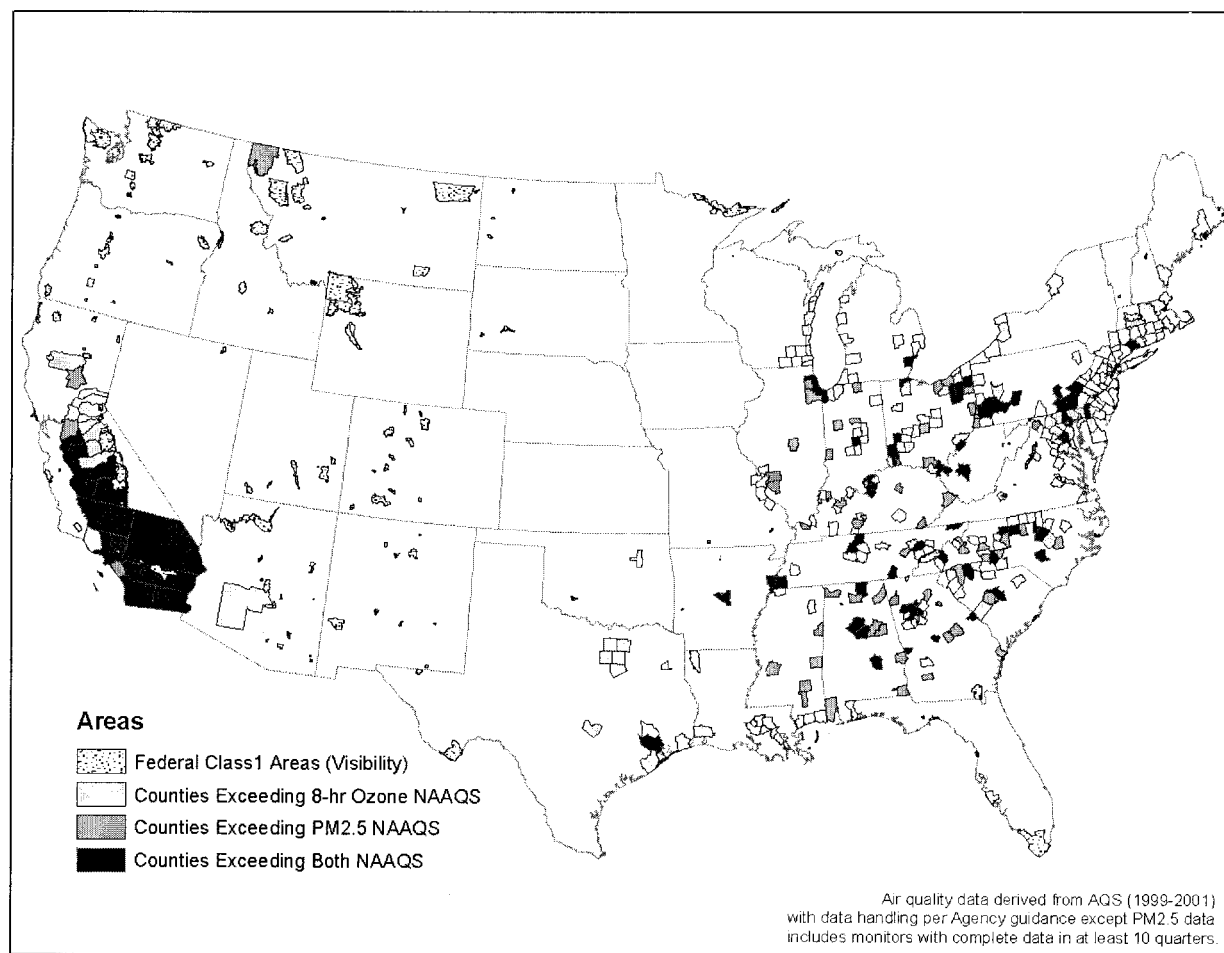 Areas
Federal Class1 Areas (Visibility)
Counties Exceeding 8-hr Ozone NAAQS
Counties Exceeding PM2.5 NAAQS
Counties Exceeding Both NAAQS
Air quality data derived from AQS (1999-2001)
with data handling per Agency guidance except PM2.5 data
includes monitors with complete data in at least 10 quarters.